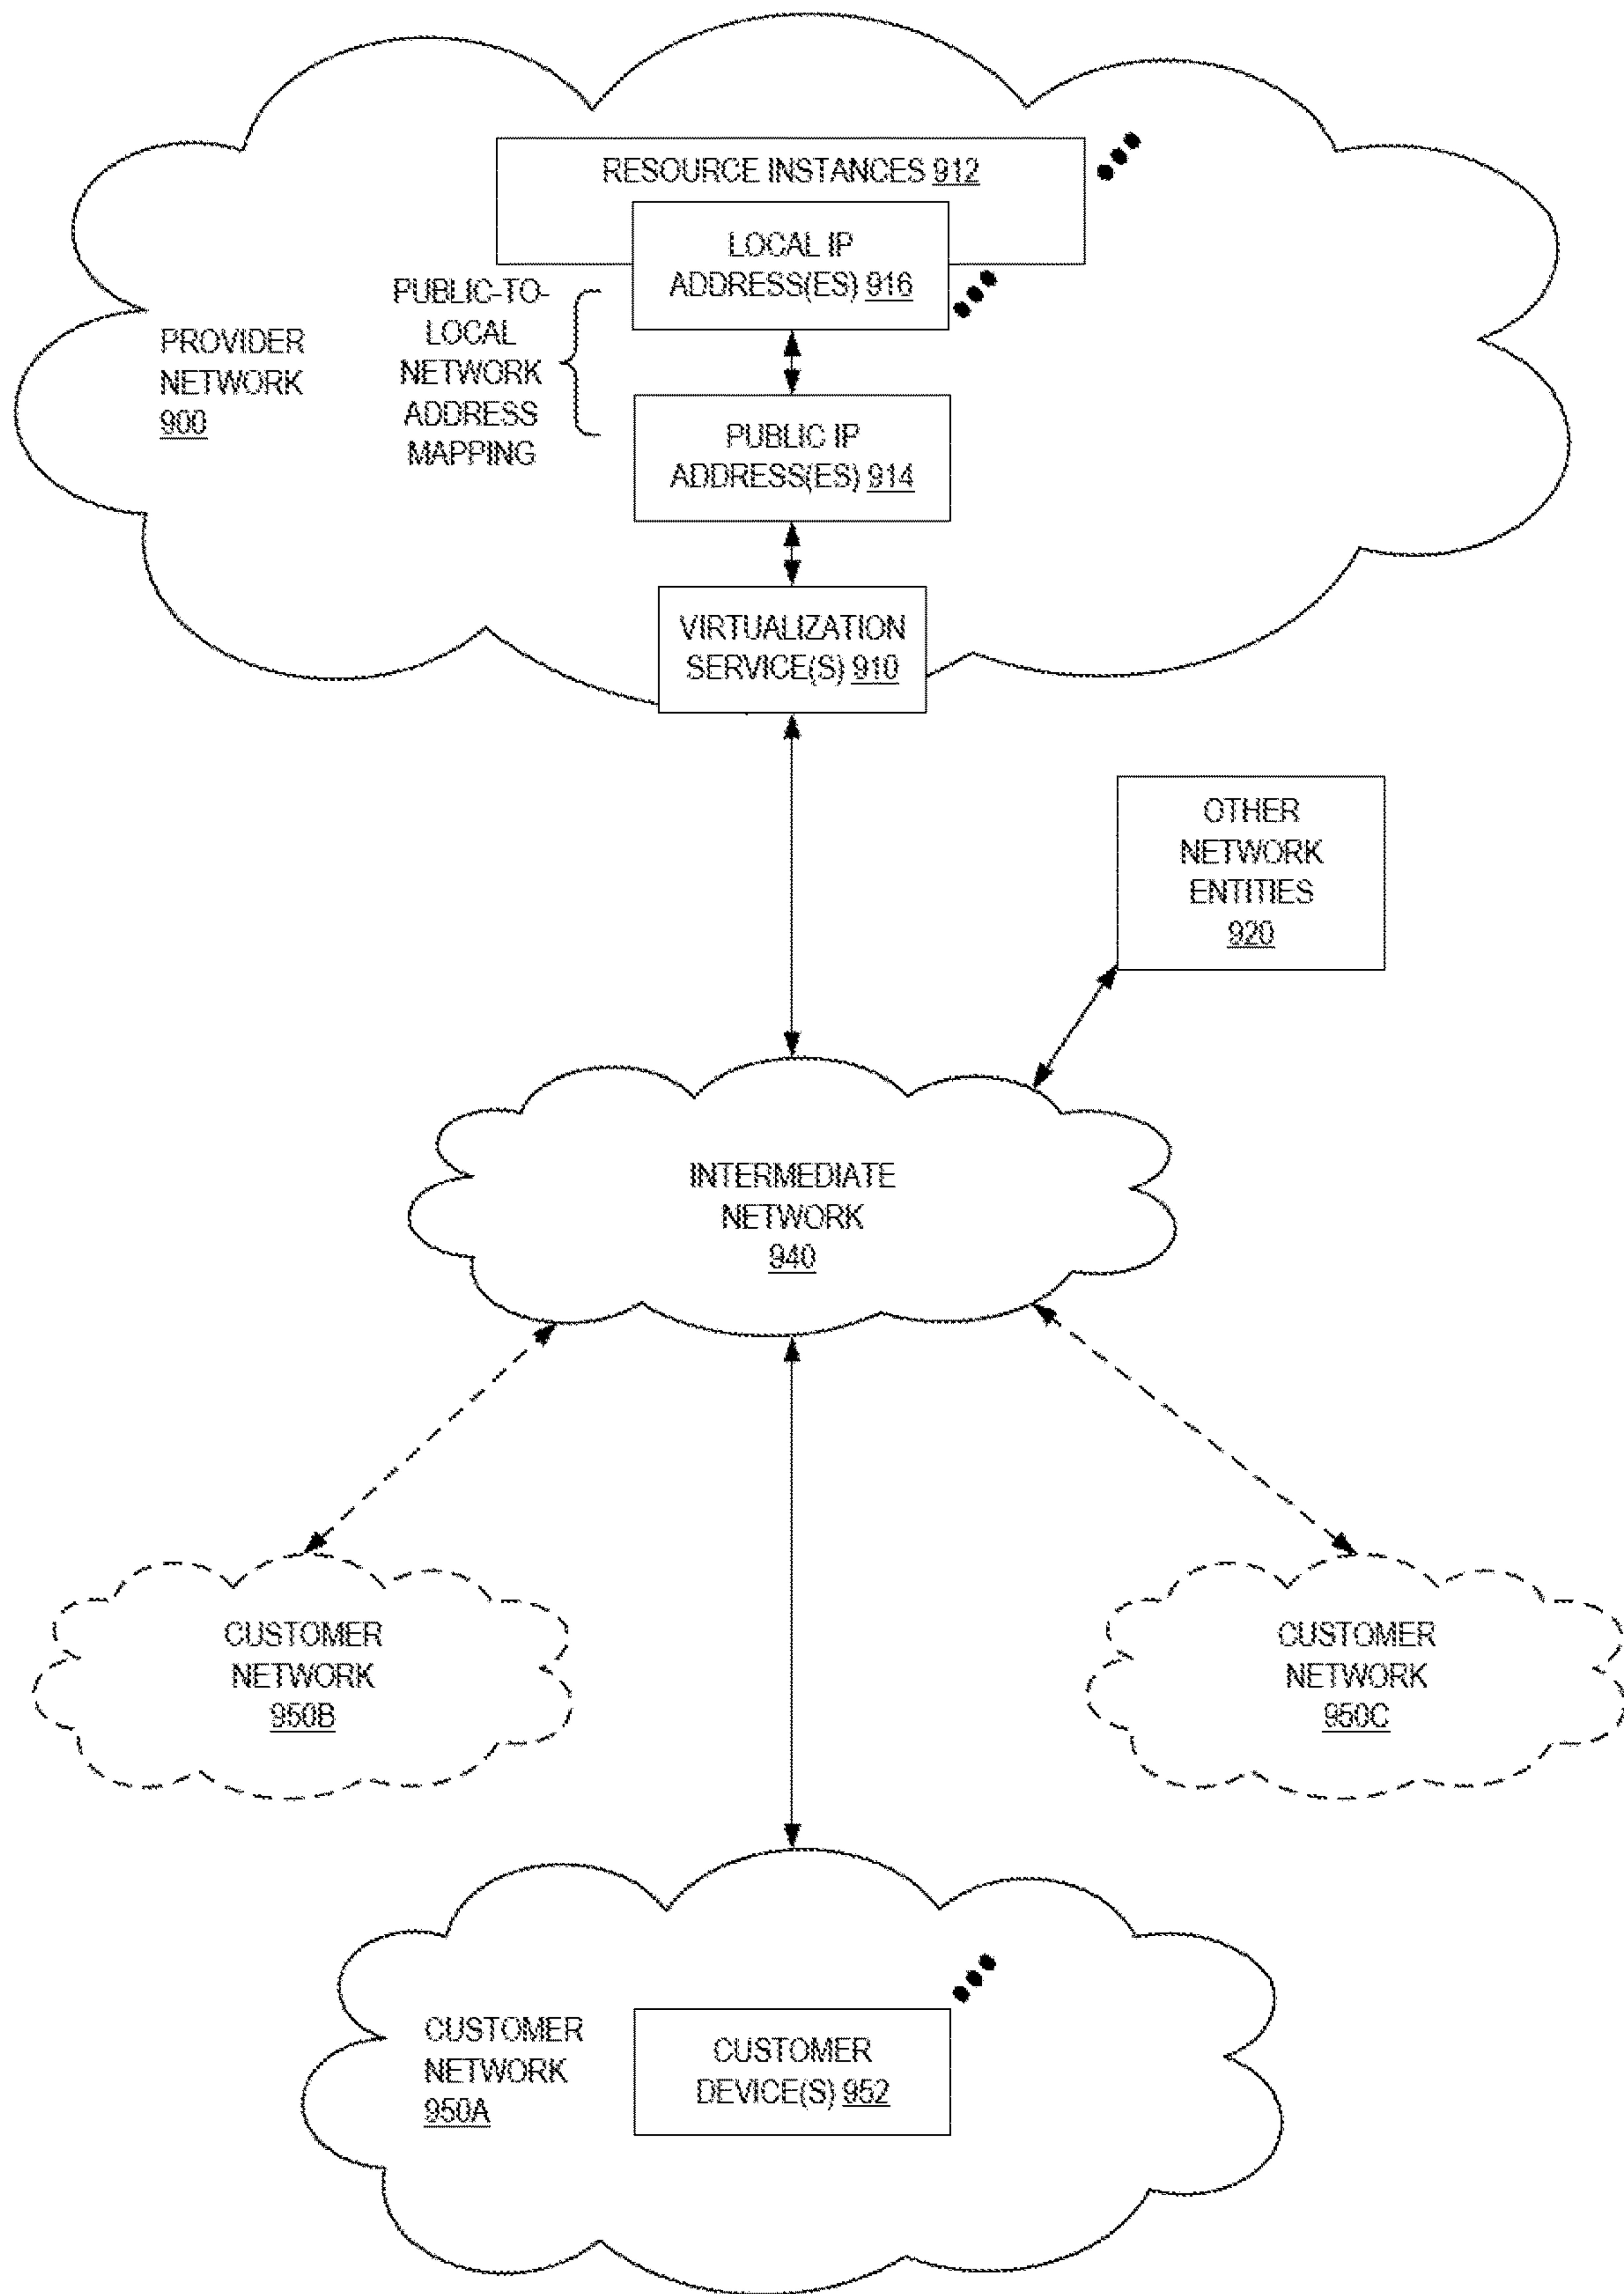 RESOURCE INSTANCES 912
LOCAL IP
ADDRESS(ES) 916
PUBLIC-TO-
LOCAL
NETWORK
ADDRESS
MAPPING
PROVIDER
NETWORK
900
PUBLIC IP
ADDRESS(ES) 914
VIRTUALIZATION
SERVICE(S) 910
OTHER
NETWORK
ENTITIES
920
INTERMEDIATE
NETWORK
940
CUSTOMER
NETWORK
950B
CUSTOMER
NETWORK
950C
CUSTOMER
NETWORK
950A
CUSTOMER
DEVICE(S) 952